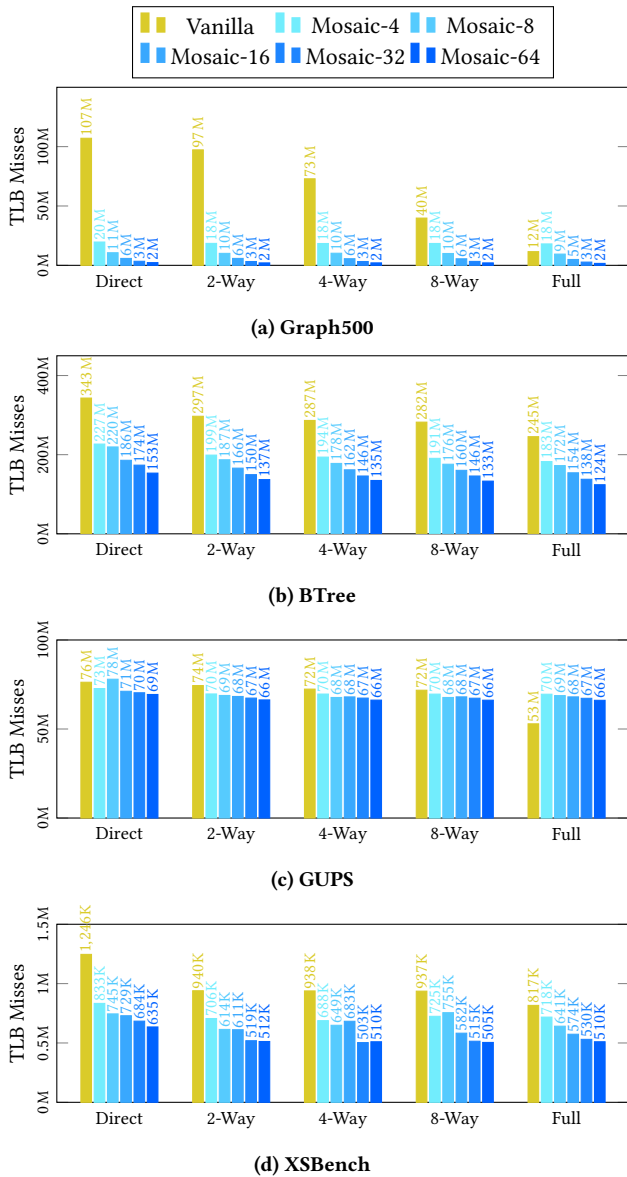 Vanilla Mosaic-4 Mosaic-8
Mosaic-16 Mosaic-32 Mosaic-64
TLB Misses
100M
50M
0M
107M 20M 11M 6M 3M 2M
97M 18M 10M 6M 3M 2M
73M 18M 10M 6M 3M 2M
40M 18M 10M 6M 3M 2M
12M 18M 9M 5M 3M 2M
Direct 2-Way 4-Way 8-Way Full
(a) Graph500
TLB Misses
400M
200M
0M
343M 227M 220M 186M 174M 153M
297M 199M 187M 166M 150M 137M
287M 194M 178M 162M 146M 135M
282M 191M 176M 160M 146M 133M
245M 183M 172M 154M 138M 124M
Direct 2-Way 4-Way 8-Way Full
(b) BTree
TLB Misses
100M
50M
0M
76M 73M 78M 71M 70M 69M
74M 70M 69M 68M 67M 66M
72M 70M 68M 68M 67M 66M
72M 70M 68M 68M 67M 66M
53M 70M 69M 68M 67M 66M
Direct 2-Way 4-Way 8-Way Full
(c) GUPS
TLB Misses
1.5M
1M
0.5M
0M
1,246K 833K 745K 729K 684K 635K
940K 706K 614K 611K 519K 512K
938K 688K 649K 683K 503K 510K
937K 725K 755K 582K 515K 505K
817K 718K 641K 574K 530K 510K
Direct 2-Way 4-Way 8-Way Full
(d) XSBench